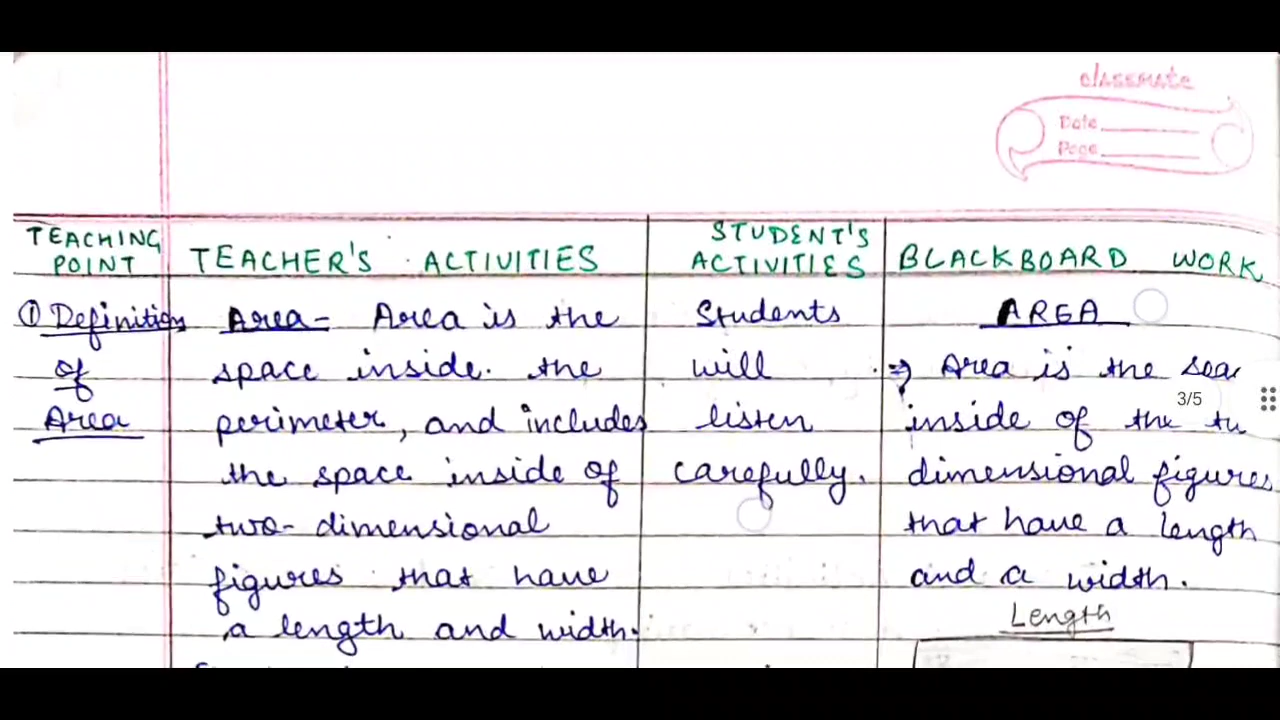 classmate
Date
Page
TEACHING POINT
TEACHER'S ACTIVITIES
STUDENT'S ACTIVITIES
BLACKBOARD WORK
① Definition of Area
Area - Area is the
space inside. the
perimeter, and includes
the space inside of
two-dimensional
figures that have
a length and width.
Students
will
listen
carefully.
AREA
⇒ Area is the
inside of the
dimensional figures
that have a length
and a width.
Length
3/5